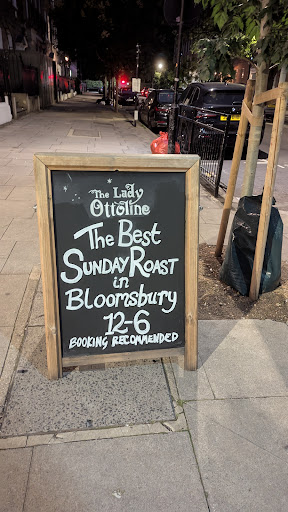 The Lady
Ottoline
The Best
Sunday Roast
in
Bloomsbury
12-6
Booking Recommended